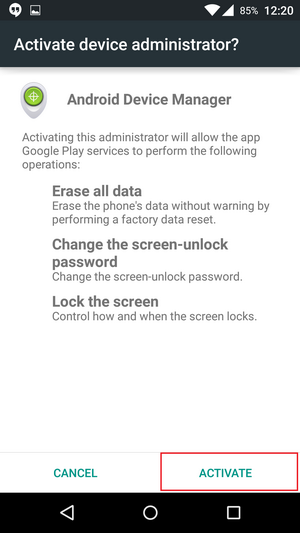 85% 12:20
Activate device administrator?
Android Device Manager
Activating this administrator will allow the app
Google Play services to perform the following
operations:
Erase all data
Erase the phone's data without warning by
performing a factory data reset.
Change the screen-unlock
password
Change the screen-unlock password.
Lock the screen
Control how and when the screen locks.
CANCEL ACTIVATE